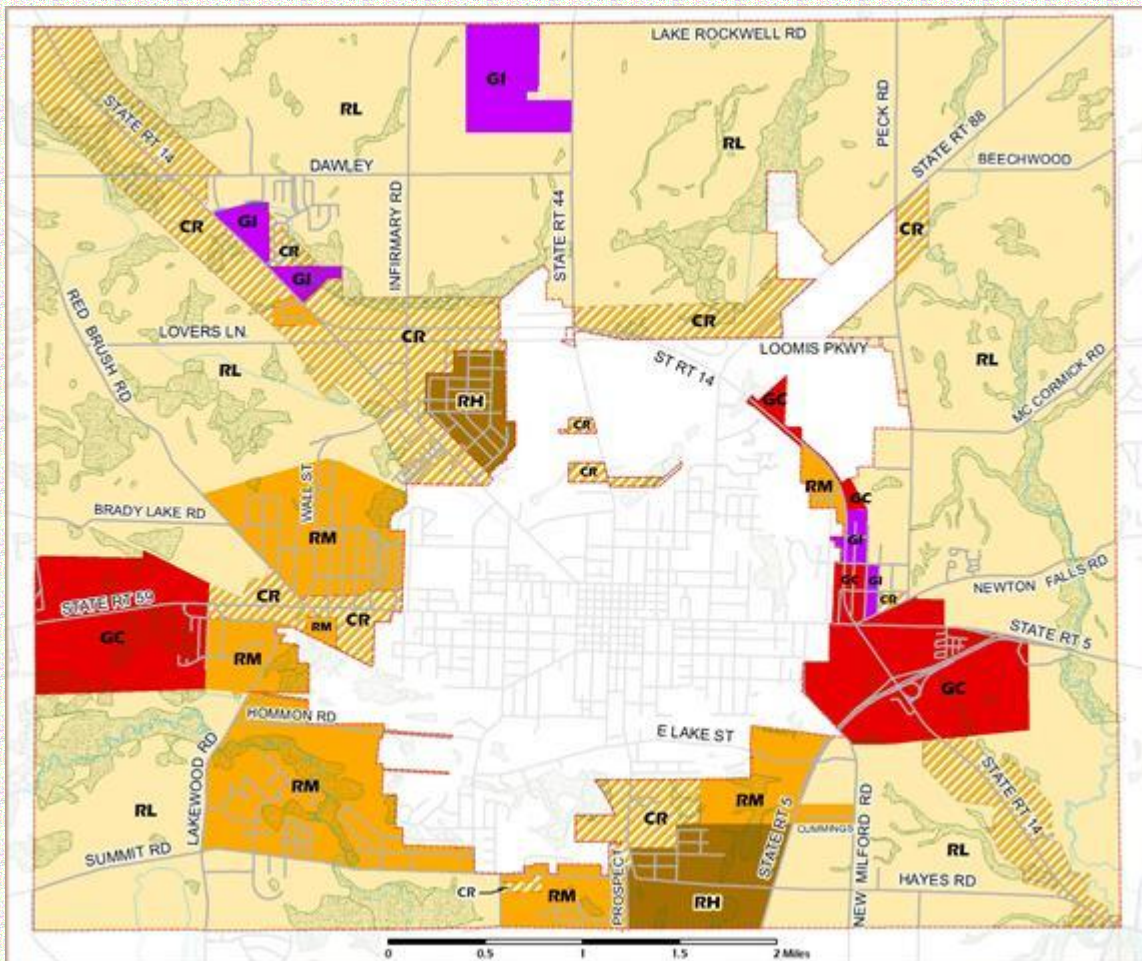 LAKE ROCKWELL RD
GI
RL
STATE RT 14
PECK RD
STATE RT 88
RL
DAWLEY
BEECHWOOD
INFIRMARY RD
STATE RT 44
GI
CR
CR
CR
GI
RED BRUSH RD
LOVERS LN
CR
CR
LOOMIS PKWY
RL
ST RT 14
RL
MC CORMICK RD
RH
GC
CR
CR
WALL ST
RM
GC
BRADY LAKE RD
RM
GI
NEWTON FALLS RD
GC
GI
CR
CR
STATE RT 59
CR
RM
STATE RT 5
GC
RM
GC
HOMMON RD
E LAKE ST
LAKEWOOD RD
RM
RM
STATE RT 14
RL
CR
STATE RT 5
CUMMINGS
NEW MILFORD RD
RL
SUMMIT RD
HAYES RD
CR
RM
PROSPECT
RH
0
0.5
1
1.5
2 Miles